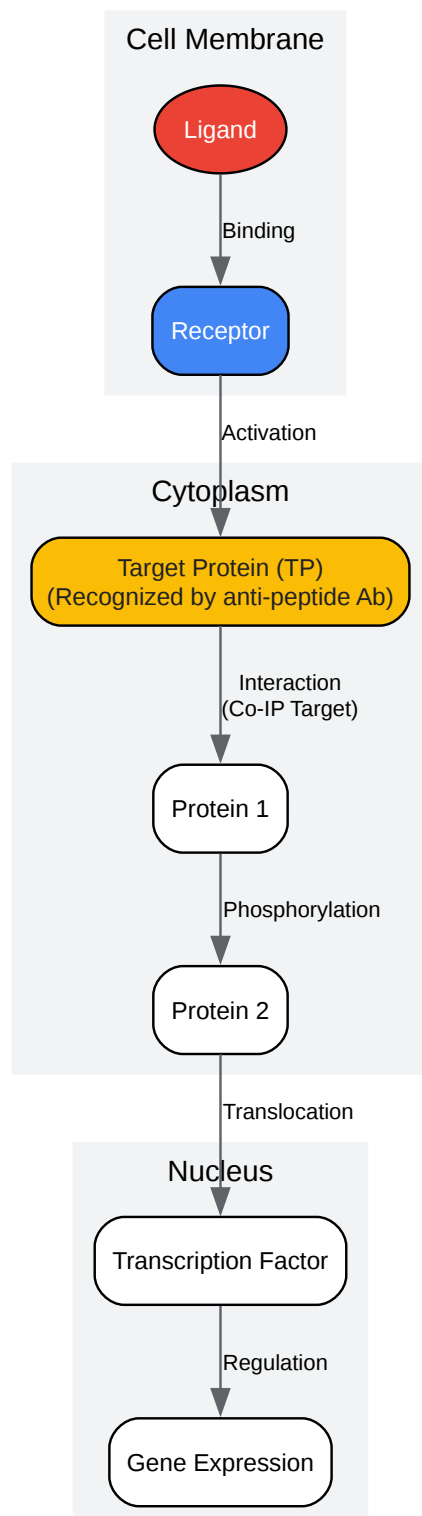 Cell Membrane
Ligand
Binding
Receptor
Activation
Cytoplasm
Target Protein (TP)
(Recognized by anti-peptide Ab)
Interaction
(Co-IP Target)
Protein 1
Phosphorylation
Protein 2
Translocation
Nucleus
Transcription Factor
Regulation
Gene Expression